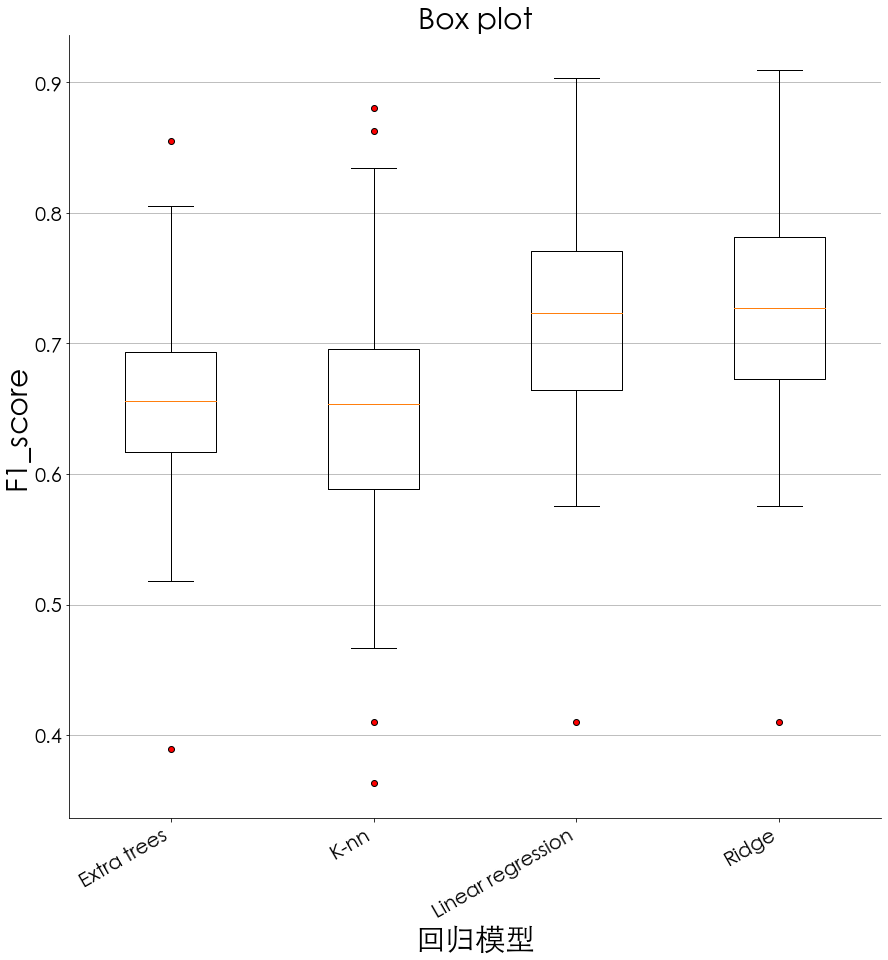 Box plot
F1_score
0.9
0.8
0.7
0.6
0.5
0.4
Extra trees
K-nn
Linear regression
Ridge
回归模型